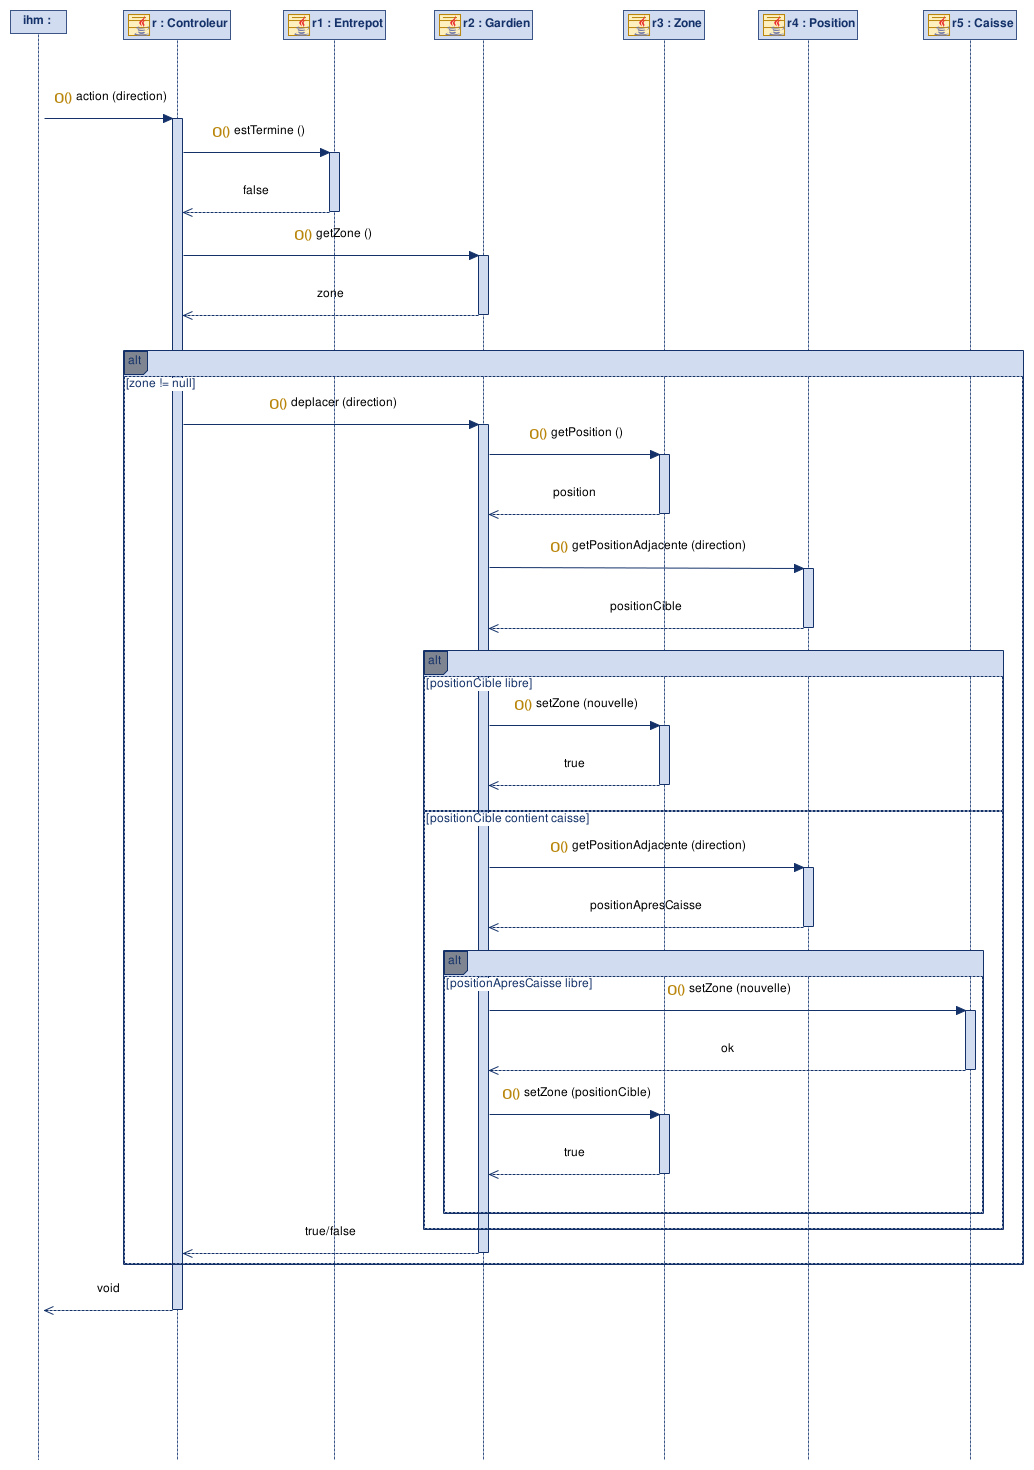 ihm :
r : Controleur
r1 : Entrepot
r2 : Gardien
r3 : Zone
r4 : Position
r5 : Caisse
O() action (direction)
O() estTermine ()
false
O() getZone ()
zone
alt
[zone != null]
O() deplacer (direction)
O() getPosition ()
position
O() getPositionAdjacente (direction)
positionCible
alt
[positionCible libre]
O() setZone (nouvelle)
true
[positionCible contient caisse]
O() getPositionAdjacente (direction)
positionApresCaisse
alt
[positionApresCaisse libre]
O() setZone (nouvelle)
ok
O() setZone (positionCible)
true
true/false
void